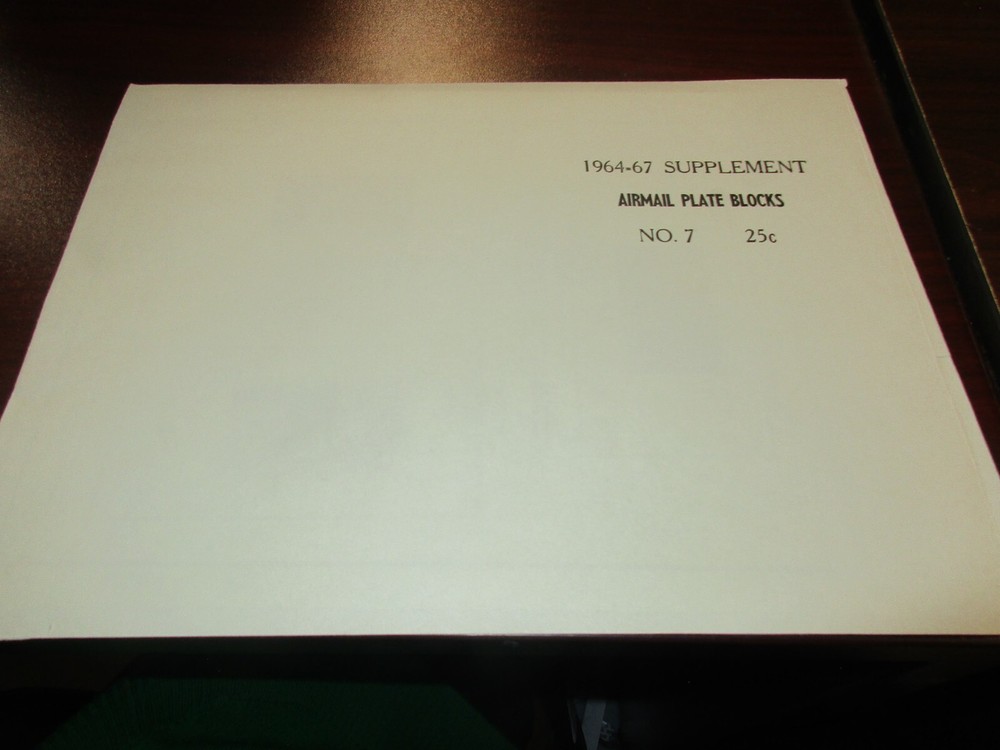 1964-67 SUPPLEMENT
AIRMAIL PLATE BLOCKS
NO. 7 25c